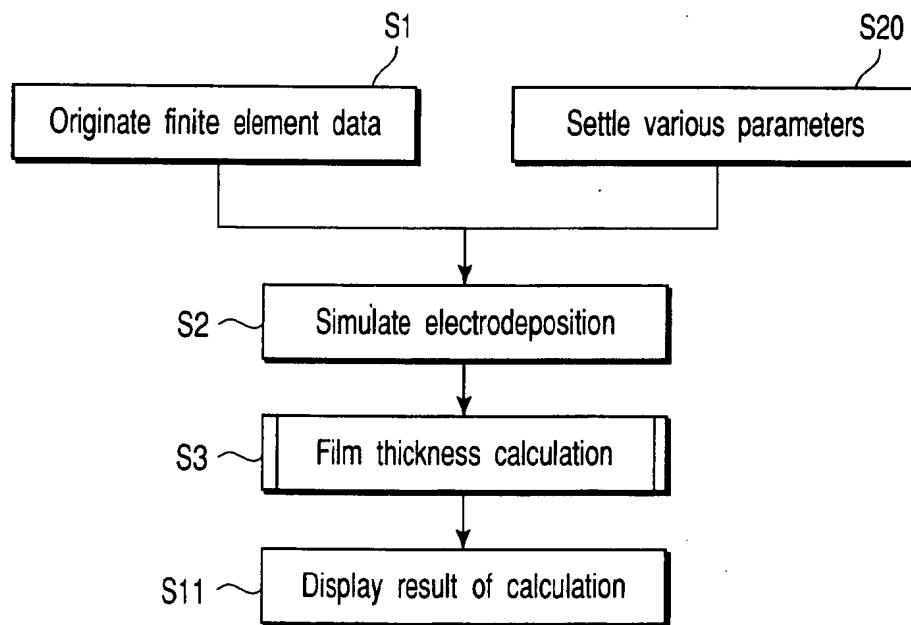 S1
S20
Originate finite element data
Settle various parameters
S2
Simulate electrodeposition
S3
Film thickness calculation
S11
Display result of calculation